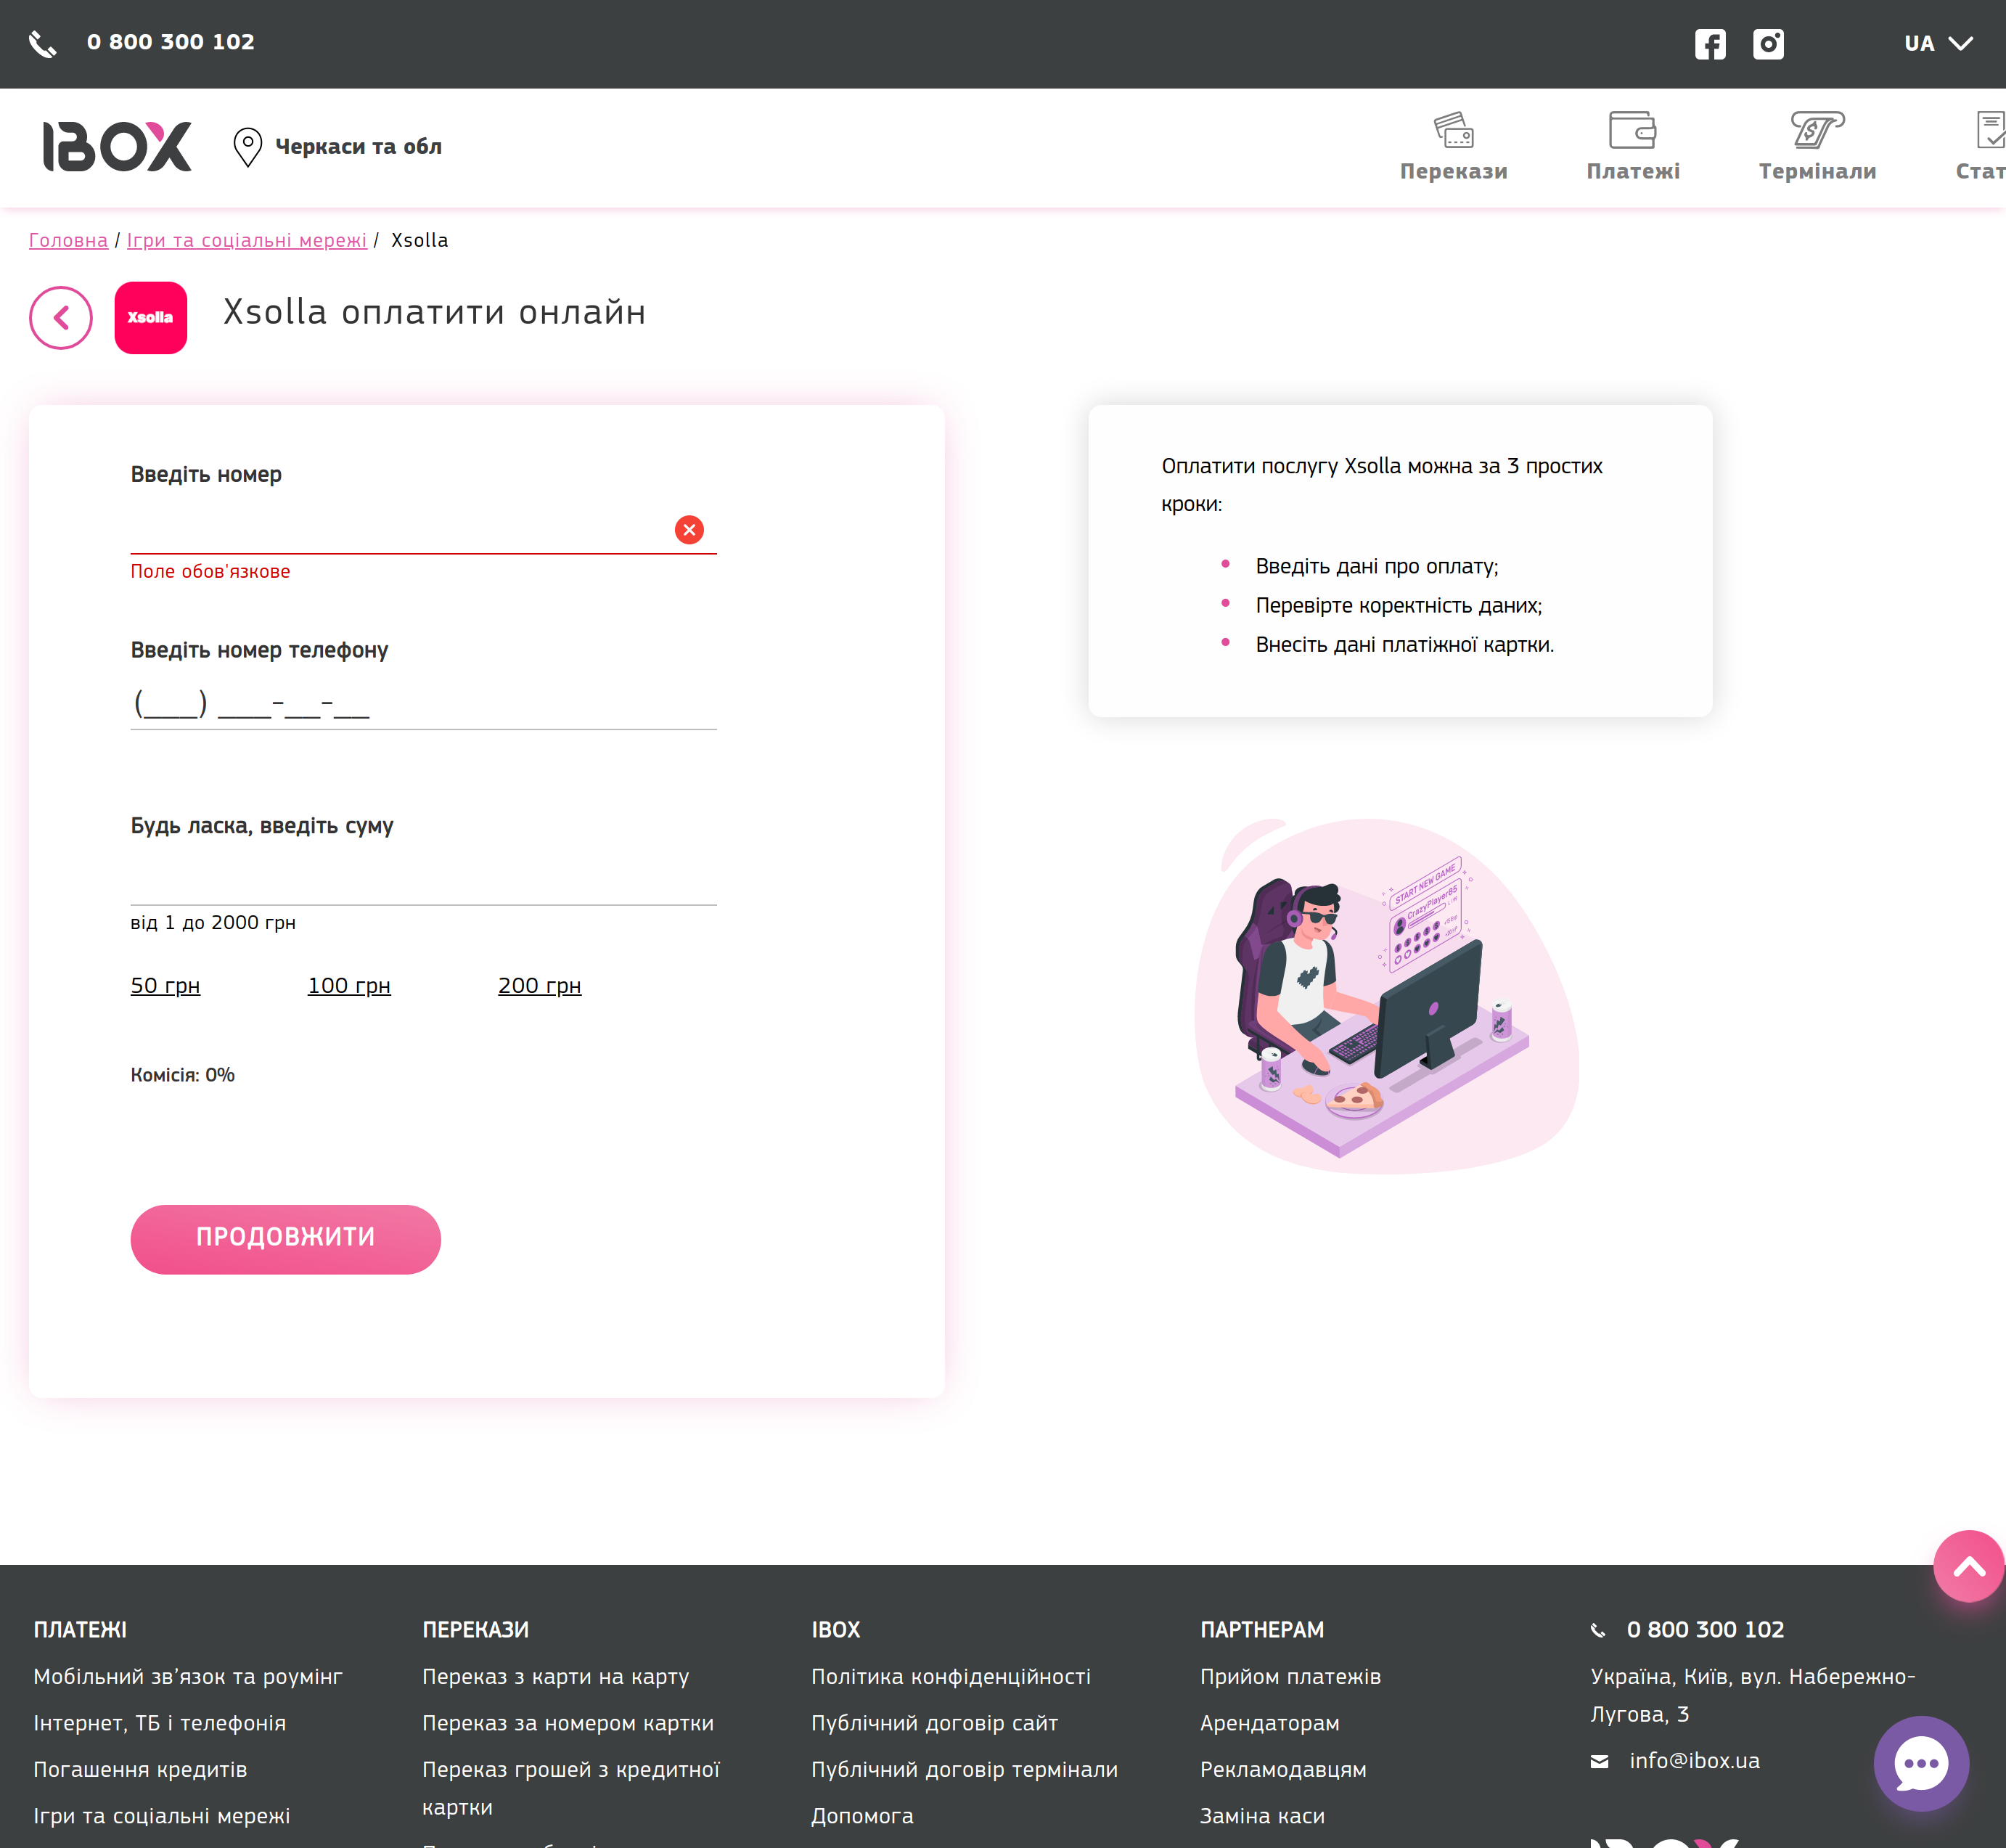 0 800 300 102
UA
IBOX
Черкаси та обл
Перекази
Платежі
Термінали
Головна / Ігри та соціальні мережі / Xsolla
Xsolla
Xsolla оплатити онлайн
Введіть номер
Поле обов'язкове
Введіть номер телефону
(___) ___-__-__
Будь ласка, введіть суму
від 1 до 2000 грн
50 грн
100 грн
200 грн
Комісія: 0%
ПРОДОВЖИТИ
Оплатити послугу Xsolla можна за 3 простих
кроки:
Введіть дані про оплату;
Перевірте коректність даних;
Внесіть дані платіжної картки.
START NEW GAME
CrazyPlayer85
ПЛАТЕЖІ
Мобільний зв'язок та роумінг
Інтернет, ТБ і телефонія
Погашення кредитів
Ігри та соціальні мережі
ПЕРЕКАЗИ
Переказ з карти на карту
Переказ за номером картки
Переказ грошей з кредитної
картки
IBOX
Політика конфіденційності
Публічний договір сайт
Публічний договір термінали
Допомога
ПАРТНЕРАМ
Прийом платежів
Арендаторам
Рекламодавцям
Заміна каси
0 800 300 102
Україна, Київ, вул. Набережно-
Лугова, 3
info@ibox.ua